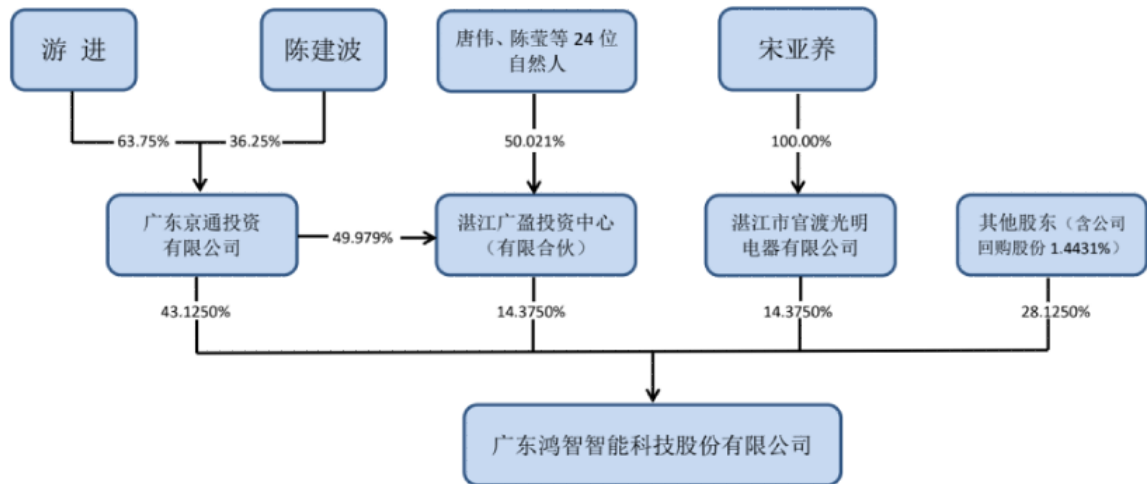 游 进
陈建波
唐伟、陈莹等 24 位
自然人
宋亚养
63.75%
36.25%
50.021%
100.00%
广东京通投资
有限公司
49.979%
湛江广盈投资中心
（有限合伙）
湛江市官渡光明
电器有限公司
其他股东（含公司
回购股份 1.4431%）
43.1250%
14.3750%
14.3750%
28.1250%
广东鸿智智能科技股份有限公司